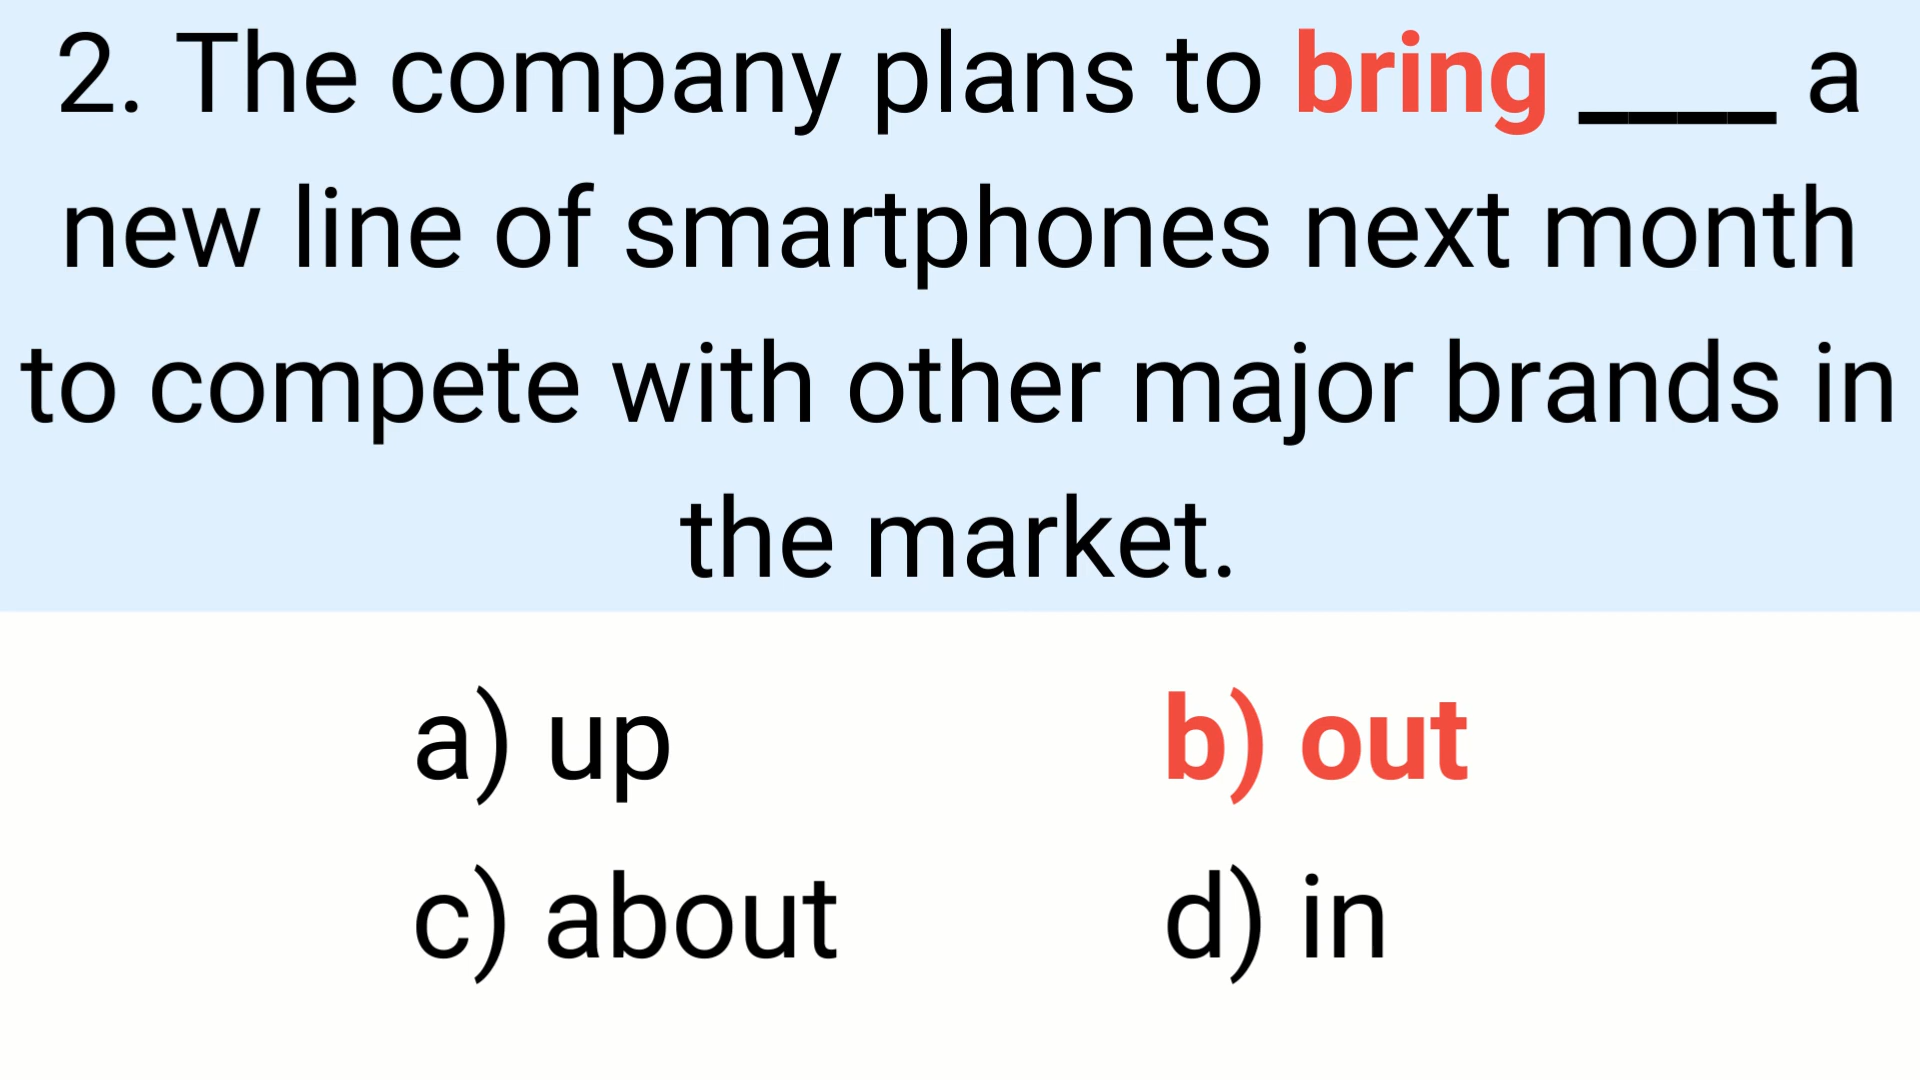 2. The company plans to bring ____ a
new line of smartphones next month
to compete with other major brands in
the market.
a) up
b) out
c) about
d) in